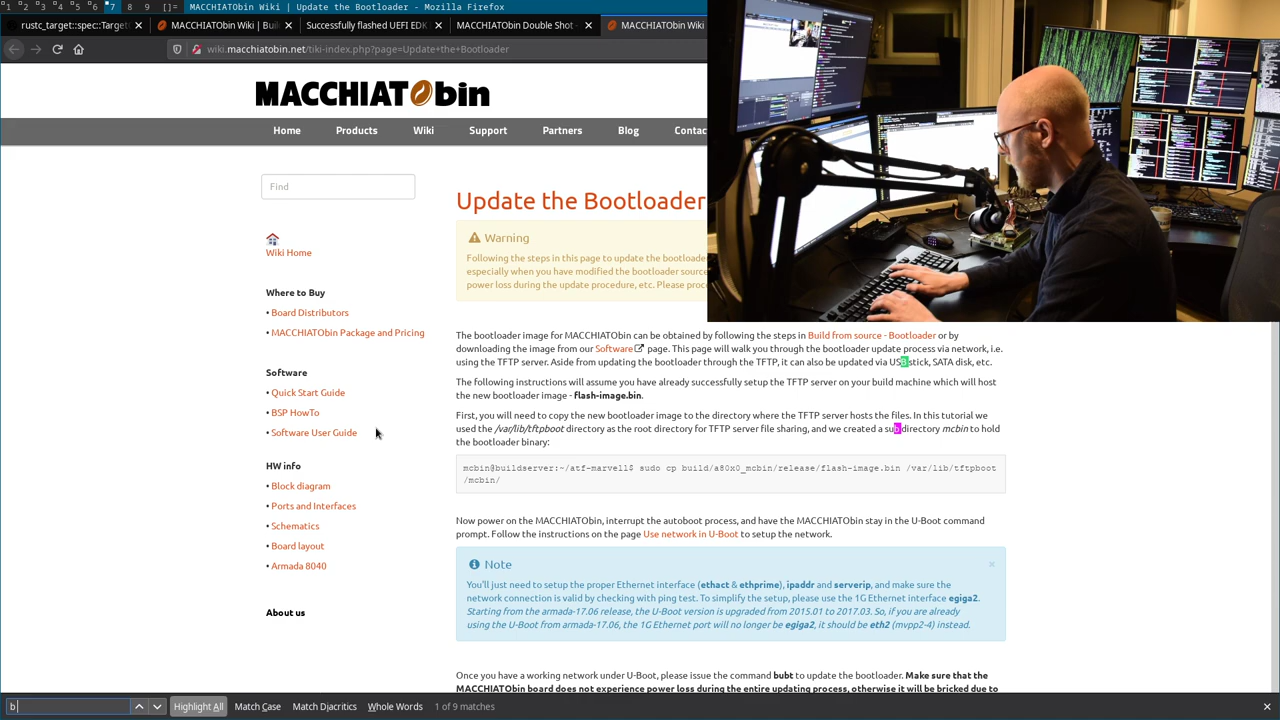 1 2 3 4 5 6 7 8 9 []= MACCHIATObin Wiki | Update the Bootloader - Mozilla Firefox
rustc_target::spec::Target
MACCHIATObin Wiki | Bui
Successfully flashed UEFI EDK
MACCHIATObin Double Shot -
MACCHIATObin Wiki
wiki.macchiatobin.net/tiki-index.php?page=Update+the+Bootloader
MACCHIATObin
Home Products Wiki Support Partners Blog Contac
Find
Wiki Home
Where to Buy
• Board Distributors
• MACCHIATObin Package and Pricing
Software
• Quick Start Guide
• BSP HowTo
• Software User Guide
HW info
• Block diagram
• Ports and Interfaces
• Schematics
• Board layout
• Armada 8040
About us
Update the Bootloader
Warning
Following the steps in this page to update the bootloade
especially when you have modified the bootloader source
power loss during the update procedure, etc. Please proc
The bootloader image for MACCHIATObin can be obtained by following the steps in Build from source - Bootloader or by
downloading the image from our Software page. This page will walk you through the bootloader update process via network, i.e.
using the TFTP server. Aside from updating the bootloader through the TFTP, it can also be updated via USB stick, SATA disk, etc.
The following instructions will assume you have already successfully setup the TFTP server on your build machine which will host
the new bootloader image - flash-image.bin.
First, you will need to copy the new bootloader image to the directory where the TFTP server hosts the files. In this tutorial we
used the /var/lib/tftpboot directory as the root directory for TFTP server file sharing, and we created a subdirectory mcbin to hold
the bootloader binary:
mcbin@buildserver:~/atf-marvell$ sudo cp build/a80x0_mcbin/release/flash-image.bin /var/lib/tftpboot
/mcbin/
Now power on the MACCHIATObin, interrupt the autoboot process, and have the MACCHIATObin stay in the U-Boot command
prompt. Follow the instructions on the page Use network in U-Boot to setup the network.
Note ×
You'll just need to setup the proper Ethernet interface (ethact & ethprime), ipaddr and serverip, and make sure the
network connection is valid by checking with ping test. To simplify the setup, please use the 1G Ethernet interface egiga2.
Starting from the armada-17.06 release, the U-Boot version is upgraded from 2015.01 to 2017.03. So, if you are already
using the U-Boot from armada-17.06, the 1G Ethernet port will no longer be egiga2, it should be eth2 (mvpp2-4) instead.
Once you have a working network under U-Boot, please issue the command bubt to update the bootloader. Make sure that the
MACCHIATObin board does not experience power loss during the entire updating process, otherwise it will be bricked due to
b Highlight All Match Case Match Diacritics Whole Words 1 of 9 matches